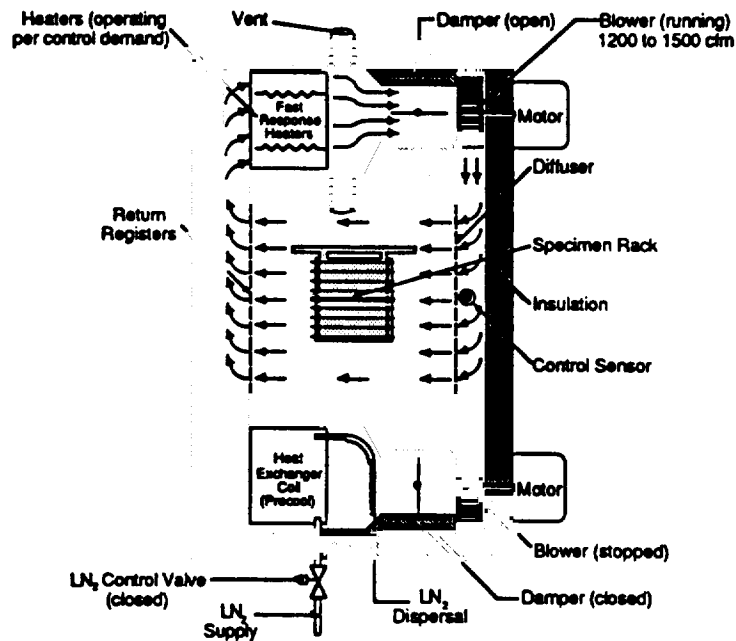 Heaters (operating
per control demand)
Vent
Damper (open)
Blower (running)
1200 to 1500 cfm
Fast
Response
Heaters
Motor
Diffuser
Return
Registers
Specimen Rack
Insulation
Control Sensor
Heat
Exchanger
Coil
(Precool)
Motor
Blower (stopped)
LN₂ Control Valve
(closed)
LN₂
Supply
LN₂
Dispersal
Damper (closed)